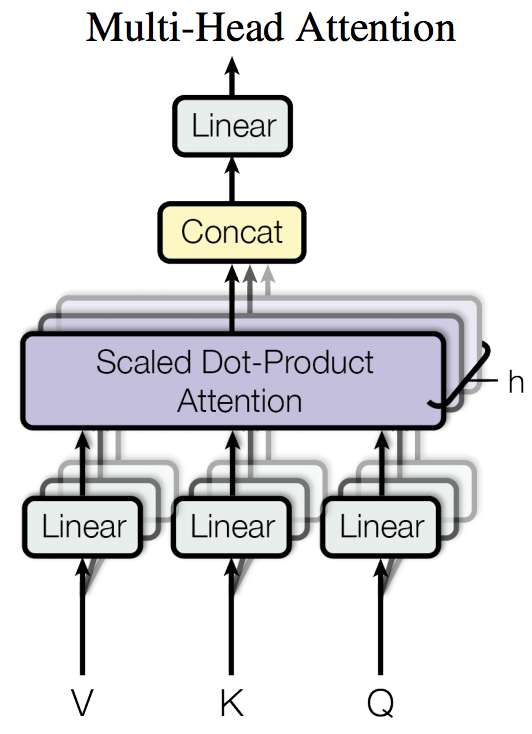 Multi-Head Attention
Linear
Concat
Scaled Dot-Product
Attention
h
Linear
Linear
Linear
V
K
Q